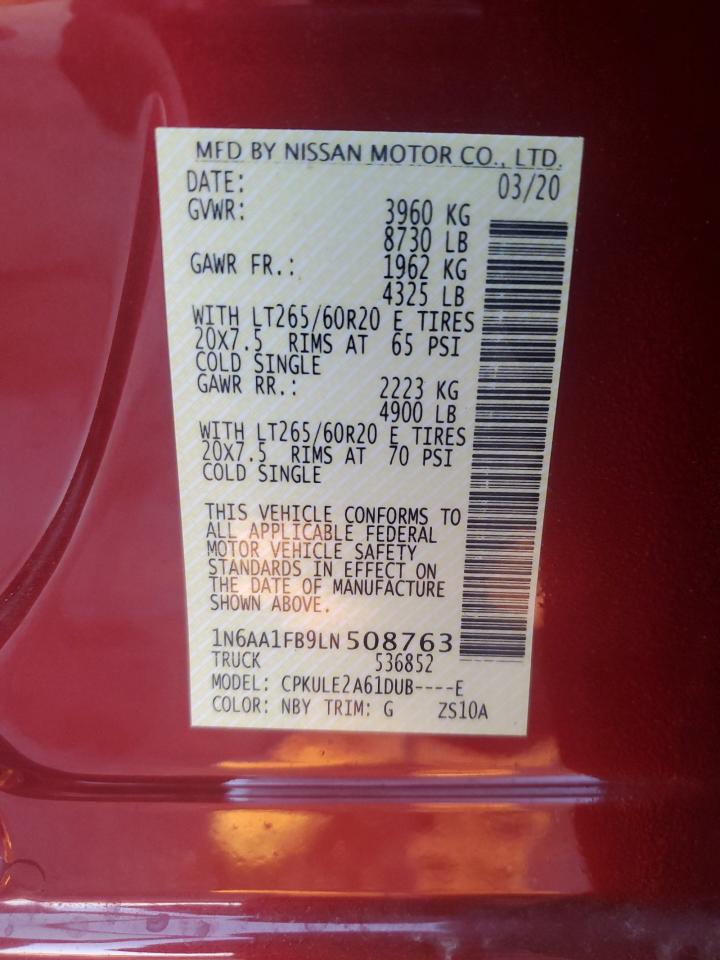 MFD BY NISSAN MOTOR CO., LTD.
DATE: 03/20
GVWR: 3960 KG
8730 LB
GAWR FR.: 1962 KG
4325 LB
WITH LT265/60R20 E TIRES
20X7.5 RIMS AT 65 PSI
COLD SINGLE
GAWR RR.: 2223 KG
4900 LB
WITH LT265/60R20 E TIRES
20X7.5 RIMS AT 70 PSI
COLD SINGLE
THIS VEHICLE CONFORMS TO
ALL APPLICABLE FEDERAL
MOTOR VEHICLE SAFETY
STANDARDS IN EFFECT ON
THE DATE OF MANUFACTURE
SHOWN ABOVE.
1N6AA1FB9LN 508763
TRUCK 536852
MODEL: CPKULE2A61DUB----E
COLOR: NBY TRIM: G ZS10A